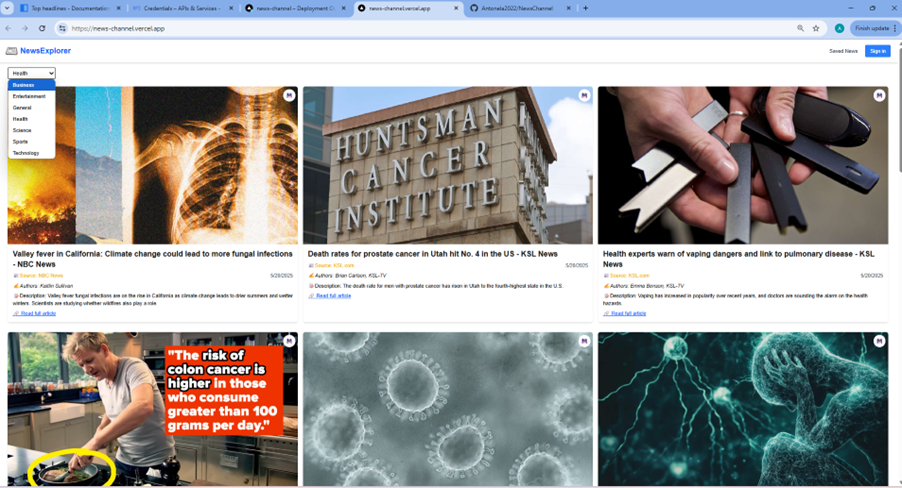 Top headlines - Documentation
Credentials – APIs & Services –
news-channel – Deployment O
news-channel.vercel.app
Antonela2022/NewsChannel
https://news-channel.vercel.app
A
Finish update
NewsExplorer
Saved News
Sign in
Health
Business
Entertainment
General
Health
Science
Sports
Technology
HUNTSMAN
CANCER
INSTITUTE
Valley fever in California: Climate change could lead to more fungal infections
- NBC News
Source: NBC News
5/20/2025
Authors: Kaitlin Sullivan
Description: Valley fever fungal infections are on the rise in California as climate change leads to drier summers and wetter
winters. Scientists are studying whether wildfires also play a role.
Read full article
Death rates for prostate cancer in Utah hit No. 4 in the US - KSL News
Source: KSL.com
5/20/2025
Authors: Brian Carlson, KSL-TV
Description: The death rate for men with prostate cancer has risen in Utah to the fourth-highest state in the U.S.
Read full article
Health experts warn of vaping dangers and link to pulmonary disease - KSL
News
Source: KSL.com
5/20/2025
Authors: Emma Benson, KSL-TV
Description: Vaping has increased in popularity over recent years, and doctors are sounding the alarm on the health
hazards.
Read full article
"The risk of
colon cancer is
higher in those
who consume
greater than 100
grams per day."